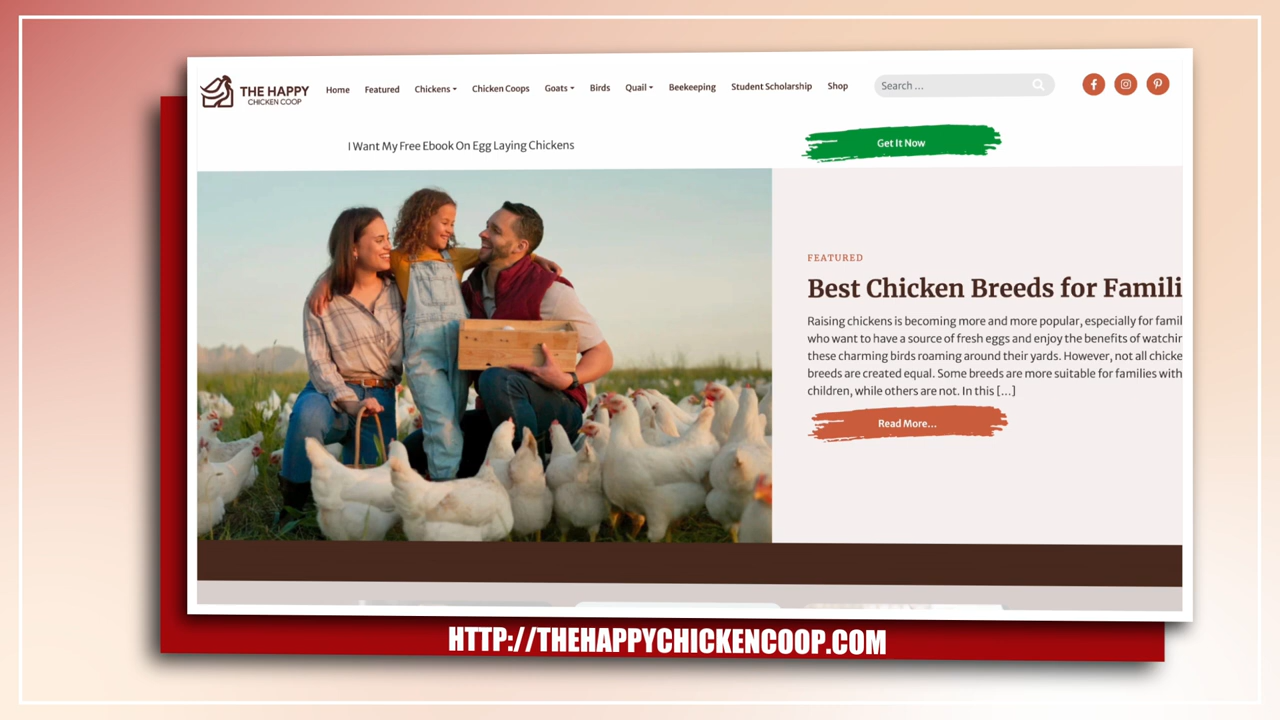 THE HAPPY
CHICKEN COOP
Home Featured Chickens Chicken Coops Goats Birds Quail Beekeeping Student Scholarship Shop
Search ...
I Want My Free Ebook On Egg Laying Chickens
Get It Now
FEATURED
Best Chicken Breeds for Famili
Raising chickens is becoming more and more popular, especially for famil
who want to have a source of fresh eggs and enjoy the benefits of watchin
these charming birds roaming around their yards. However, not all chicke
breeds are created equal. Some breeds are more suitable for families with
children, while others are not. In this [...]
Read More...
HTTP://THEHAPPYCHICKENCOOP.COM